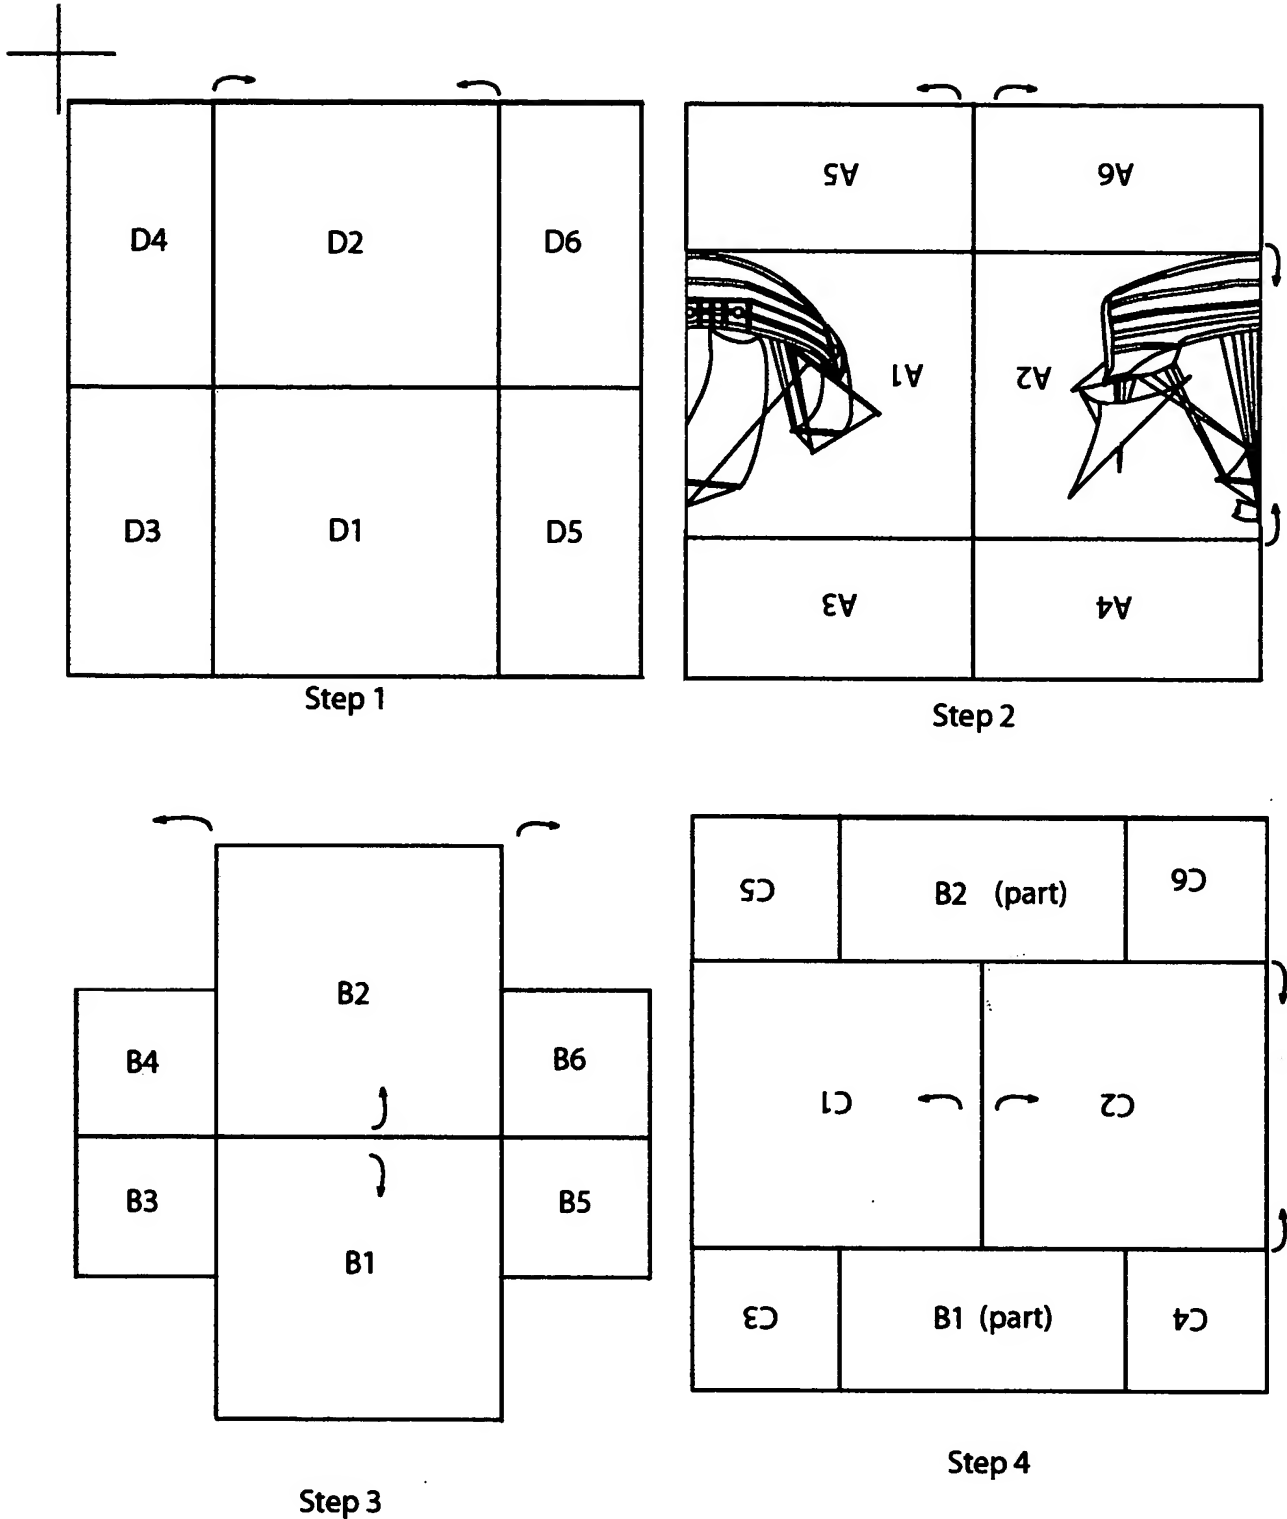 D4 D2 D6
D3 D1 D5
Step 1
A5 A6
A1 A2
A3 A4
Step 2
B2
B4 B6
B3 B5
B1
Step 3
C5 B2 (part) C6
C1 C2
C3 B1 (part) C4
Step 4